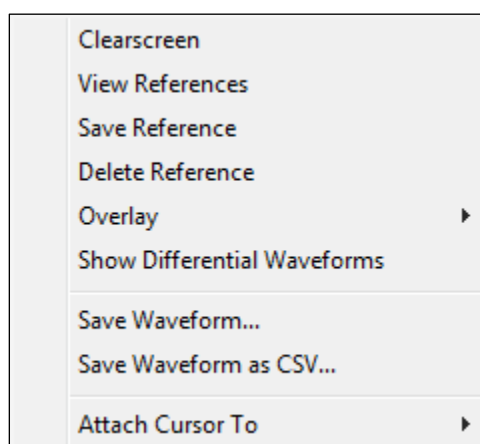 Clearscreen
View References
Save Reference
Delete Reference
Overlay
Show Differential Waveforms
Save Waveform...
Save Waveform as CSV...
Attach Cursor To